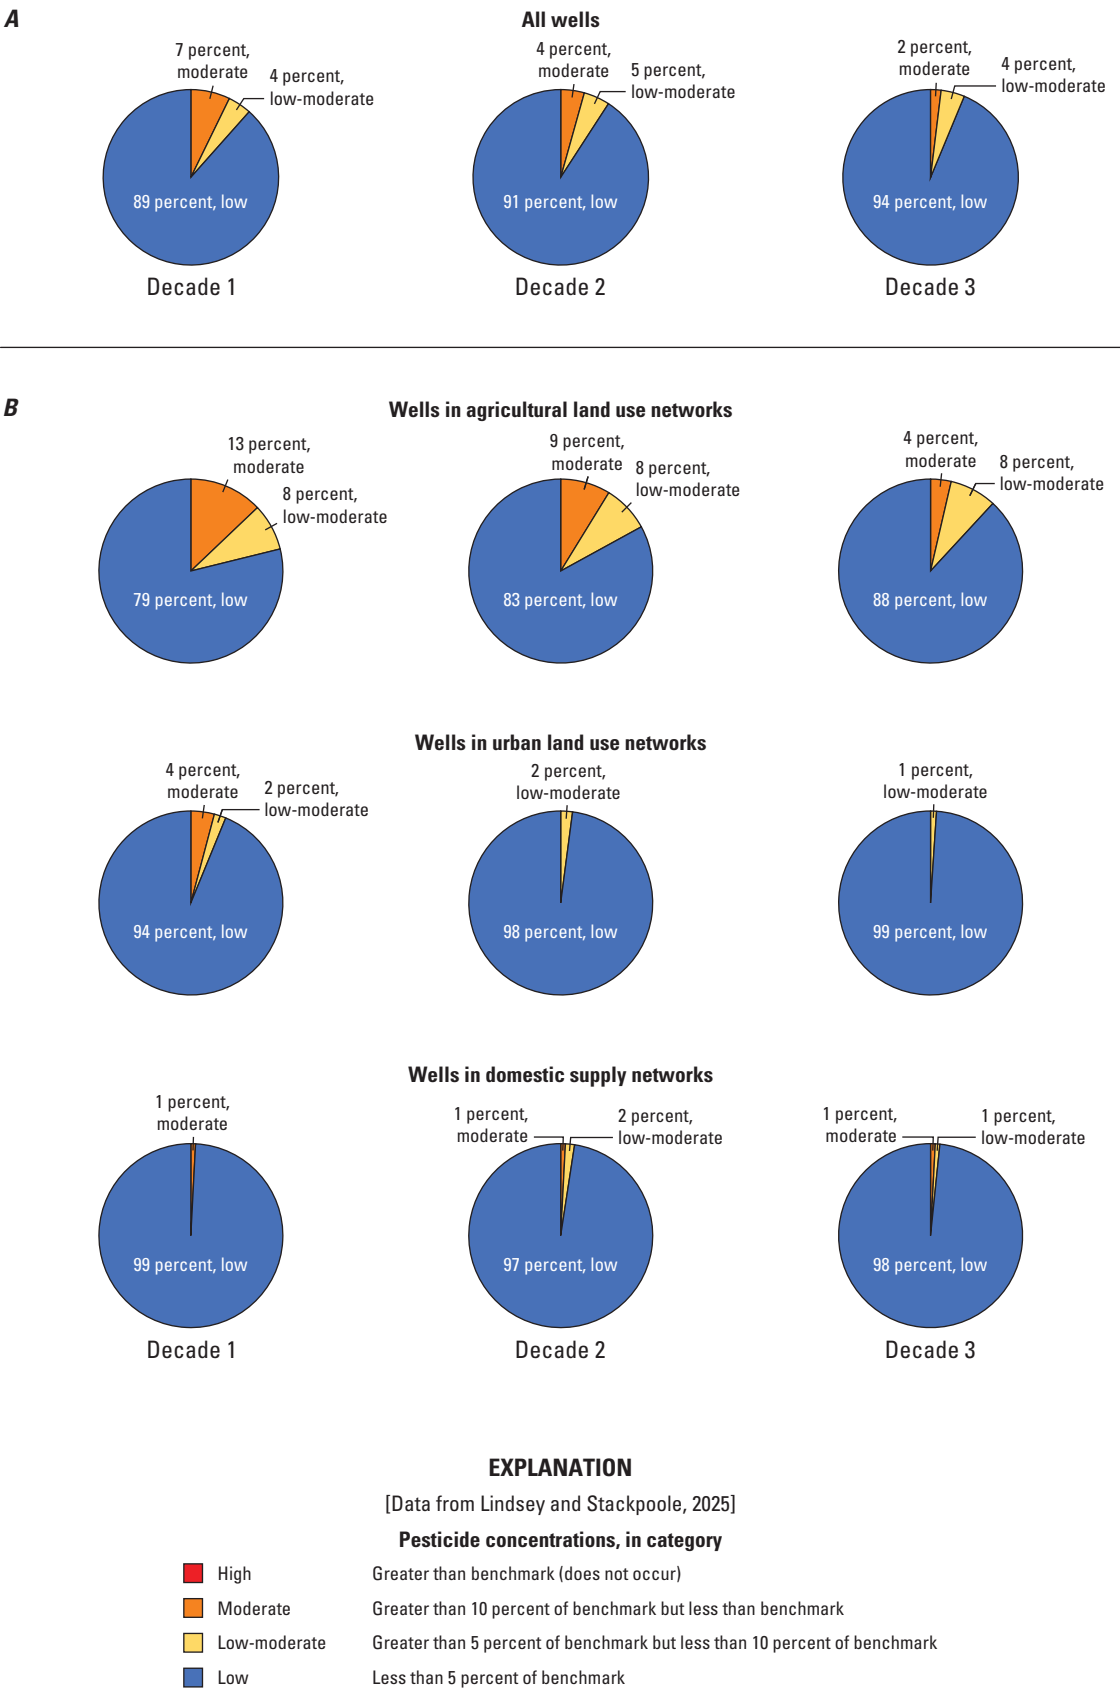 A
All wells
7 percent,
moderate
4 percent,
low-moderate
89 percent, low
Decade 1
4 percent,
moderate
5 percent,
low-moderate
91 percent, low
Decade 2
2 percent,
moderate
4 percent,
low-moderate
94 percent, low
Decade 3
B
Wells in agricultural land use networks
13 percent,
moderate
8 percent,
low-moderate
79 percent, low
9 percent,
moderate
8 percent,
low-moderate
83 percent, low
4 percent,
moderate
8 percent,
low-moderate
88 percent, low
Wells in urban land use networks
4 percent,
moderate
2 percent,
low-moderate
94 percent, low
2 percent,
low-moderate
98 percent, low
1 percent,
low-moderate
99 percent, low
Wells in domestic supply networks
1 percent,
moderate
99 percent, low
Decade 1
1 percent,
moderate
2 percent,
low-moderate
97 percent, low
Decade 2
1 percent,
moderate
1 percent,
low-moderate
98 percent, low
Decade 3
EXPLANATION
[Data from Lindsey and Stackpoole, 2025]
Pesticide concentrations, in category
High Greater than benchmark (does not occur)
Moderate Greater than 10 percent of benchmark but less than benchmark
Low-moderate Greater than 5 percent of benchmark but less than 10 percent of benchmark
Low Less than 5 percent of benchmark